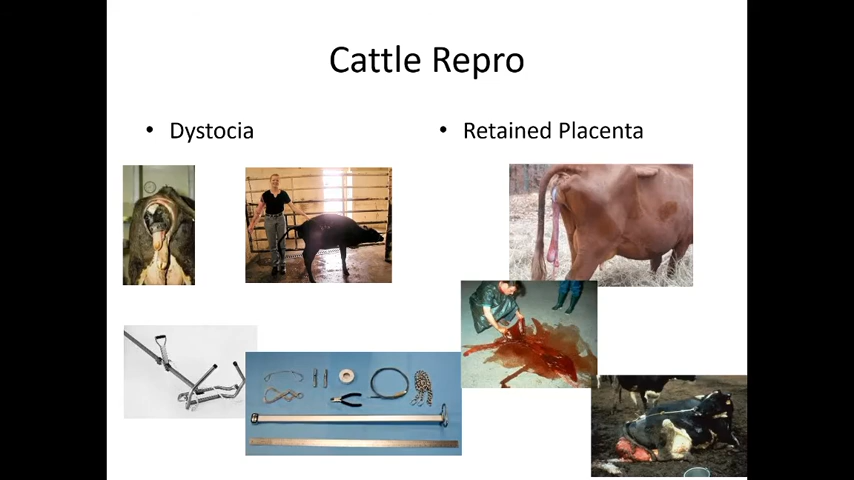 Cattle Repro
• Dystocia
• Retained Placenta